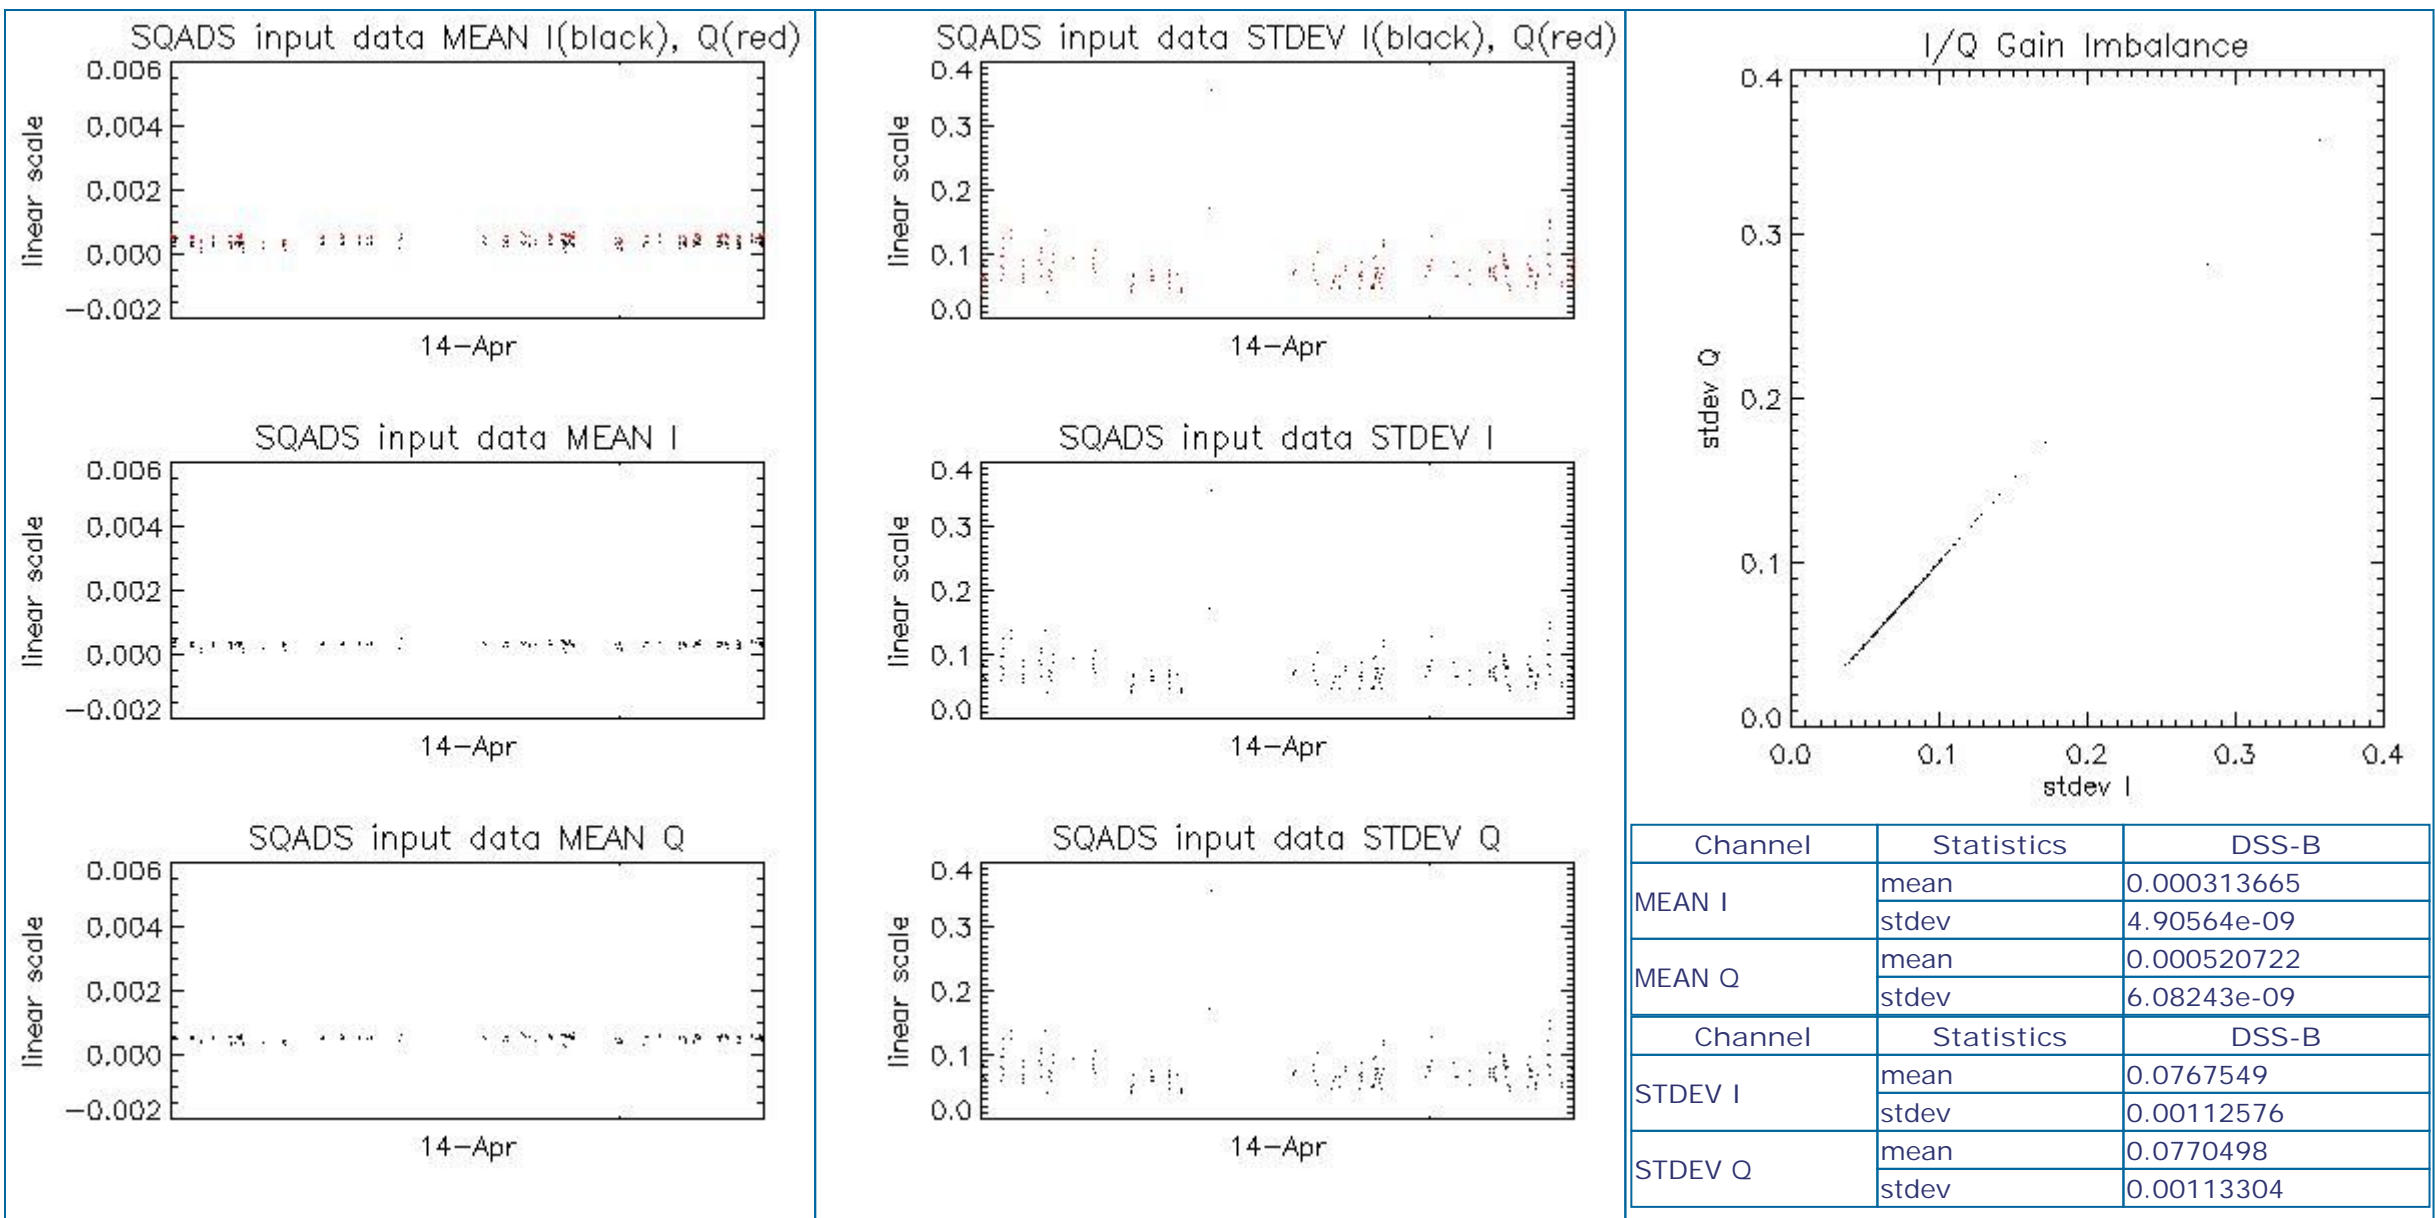 SQADS input data MEAN I(black), Q(red)
0.006
0.004
0.002
0.000
−0.002
linear scale
14−Apr
SQADS input data MEAN I
0.006
0.004
0.002
0.000
−0.002
linear scale
14−Apr
SQADS input data MEAN Q
0.006
0.004
0.002
0.000
−0.002
linear scale
14−Apr
SQADS input data STDEV I(black), Q(red)
0.4
0.3
0.2
0.1
0.0
linear scale
14−Apr
SQADS input data STDEV I
0.4
0.3
0.2
0.1
0.0
linear scale
14−Apr
SQADS input data STDEV Q
0.4
0.3
0.2
0.1
0.0
linear scale
14−Apr
I/Q Gain Imbalance
0.4
0.3
0.2
0.1
0.0
stdev Q
0.0 0.1 0.2 0.3 0.4
stdev I
Channel Statistics DSS-B
MEAN I mean 0.000313665
stdev 4.90564e-09
MEAN Q mean 0.000520722
stdev 6.08243e-09
Channel Statistics DSS-B
STDEV I mean 0.0767549
stdev 0.00112576
STDEV Q mean 0.0770498
stdev 0.00113304